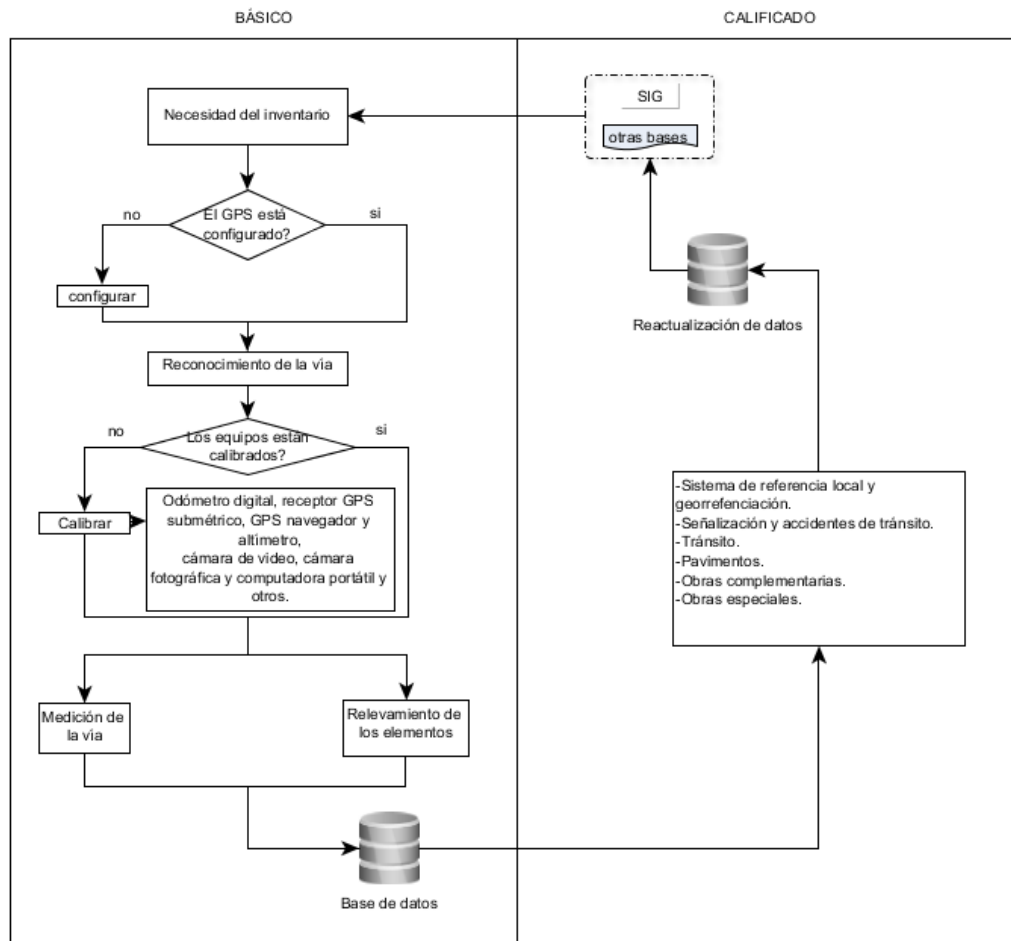 BÁSICO
CALIFICADO
Necesidad del inventario
SIG
otras bases
El GPS está
configurado?
no
si
configurar
Reactualización de datos
Reconocimiento de la vía
Los equipos están
calibrados?
no
si
Calibrar
Odómetro digital, receptor GPS
submétrico, GPS navegador y
altímetro,
cámara de video, cámara
fotográfica y computadora portátil y
otros.
-Sistema de referencia local y
georrefenciación.
-Señalización y accidentes de tránsito.
-Tránsito.
-Pavimentos.
-Obras complementarias.
-Obras especiales.
Medición de
la vía
Relevamiento de
los elementos
Base de datos